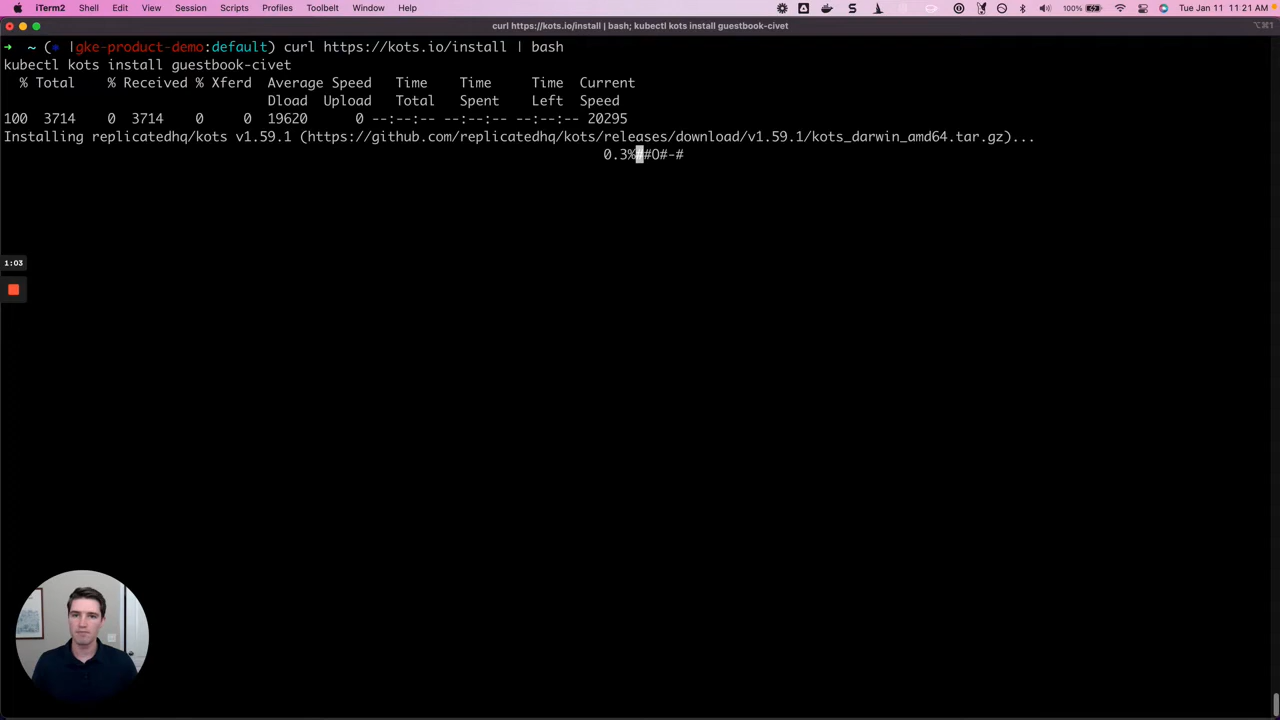 iTerm2 Shell Edit View Session Scripts Profiles Toolbelt Window Help 100% Tue Jan 11 11:21 AM
curl https://kots.io/install | bash; kubectl kots install guestbook-civet ⌥⌘1
➜ ~ (⎈ |gke-product-demo:default) curl https://kots.io/install | bash
kubectl kots install guestbook-civet
% Total % Received % Xferd Average Speed Time Time Time Current
Dload Upload Total Spent Left Speed
100 3714 0 3714 0 0 19620 0 --:--:-- --:--:-- --:--:-- 20295
Installing replicatedhq/kots v1.59.1 (https://github.com/replicatedhq/kots/releases/download/v1.59.1/kots_darwin_amd64.tar.gz)...
0.3%##O#-#
1:03